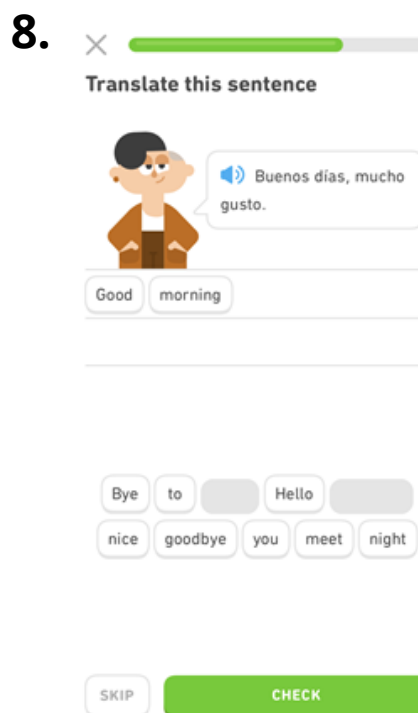 8.
Translate this sentence
Buenos días, mucho
gusto.
Good morning
Bye to Hello
nice goodbye you meet night
SKIP CHECK